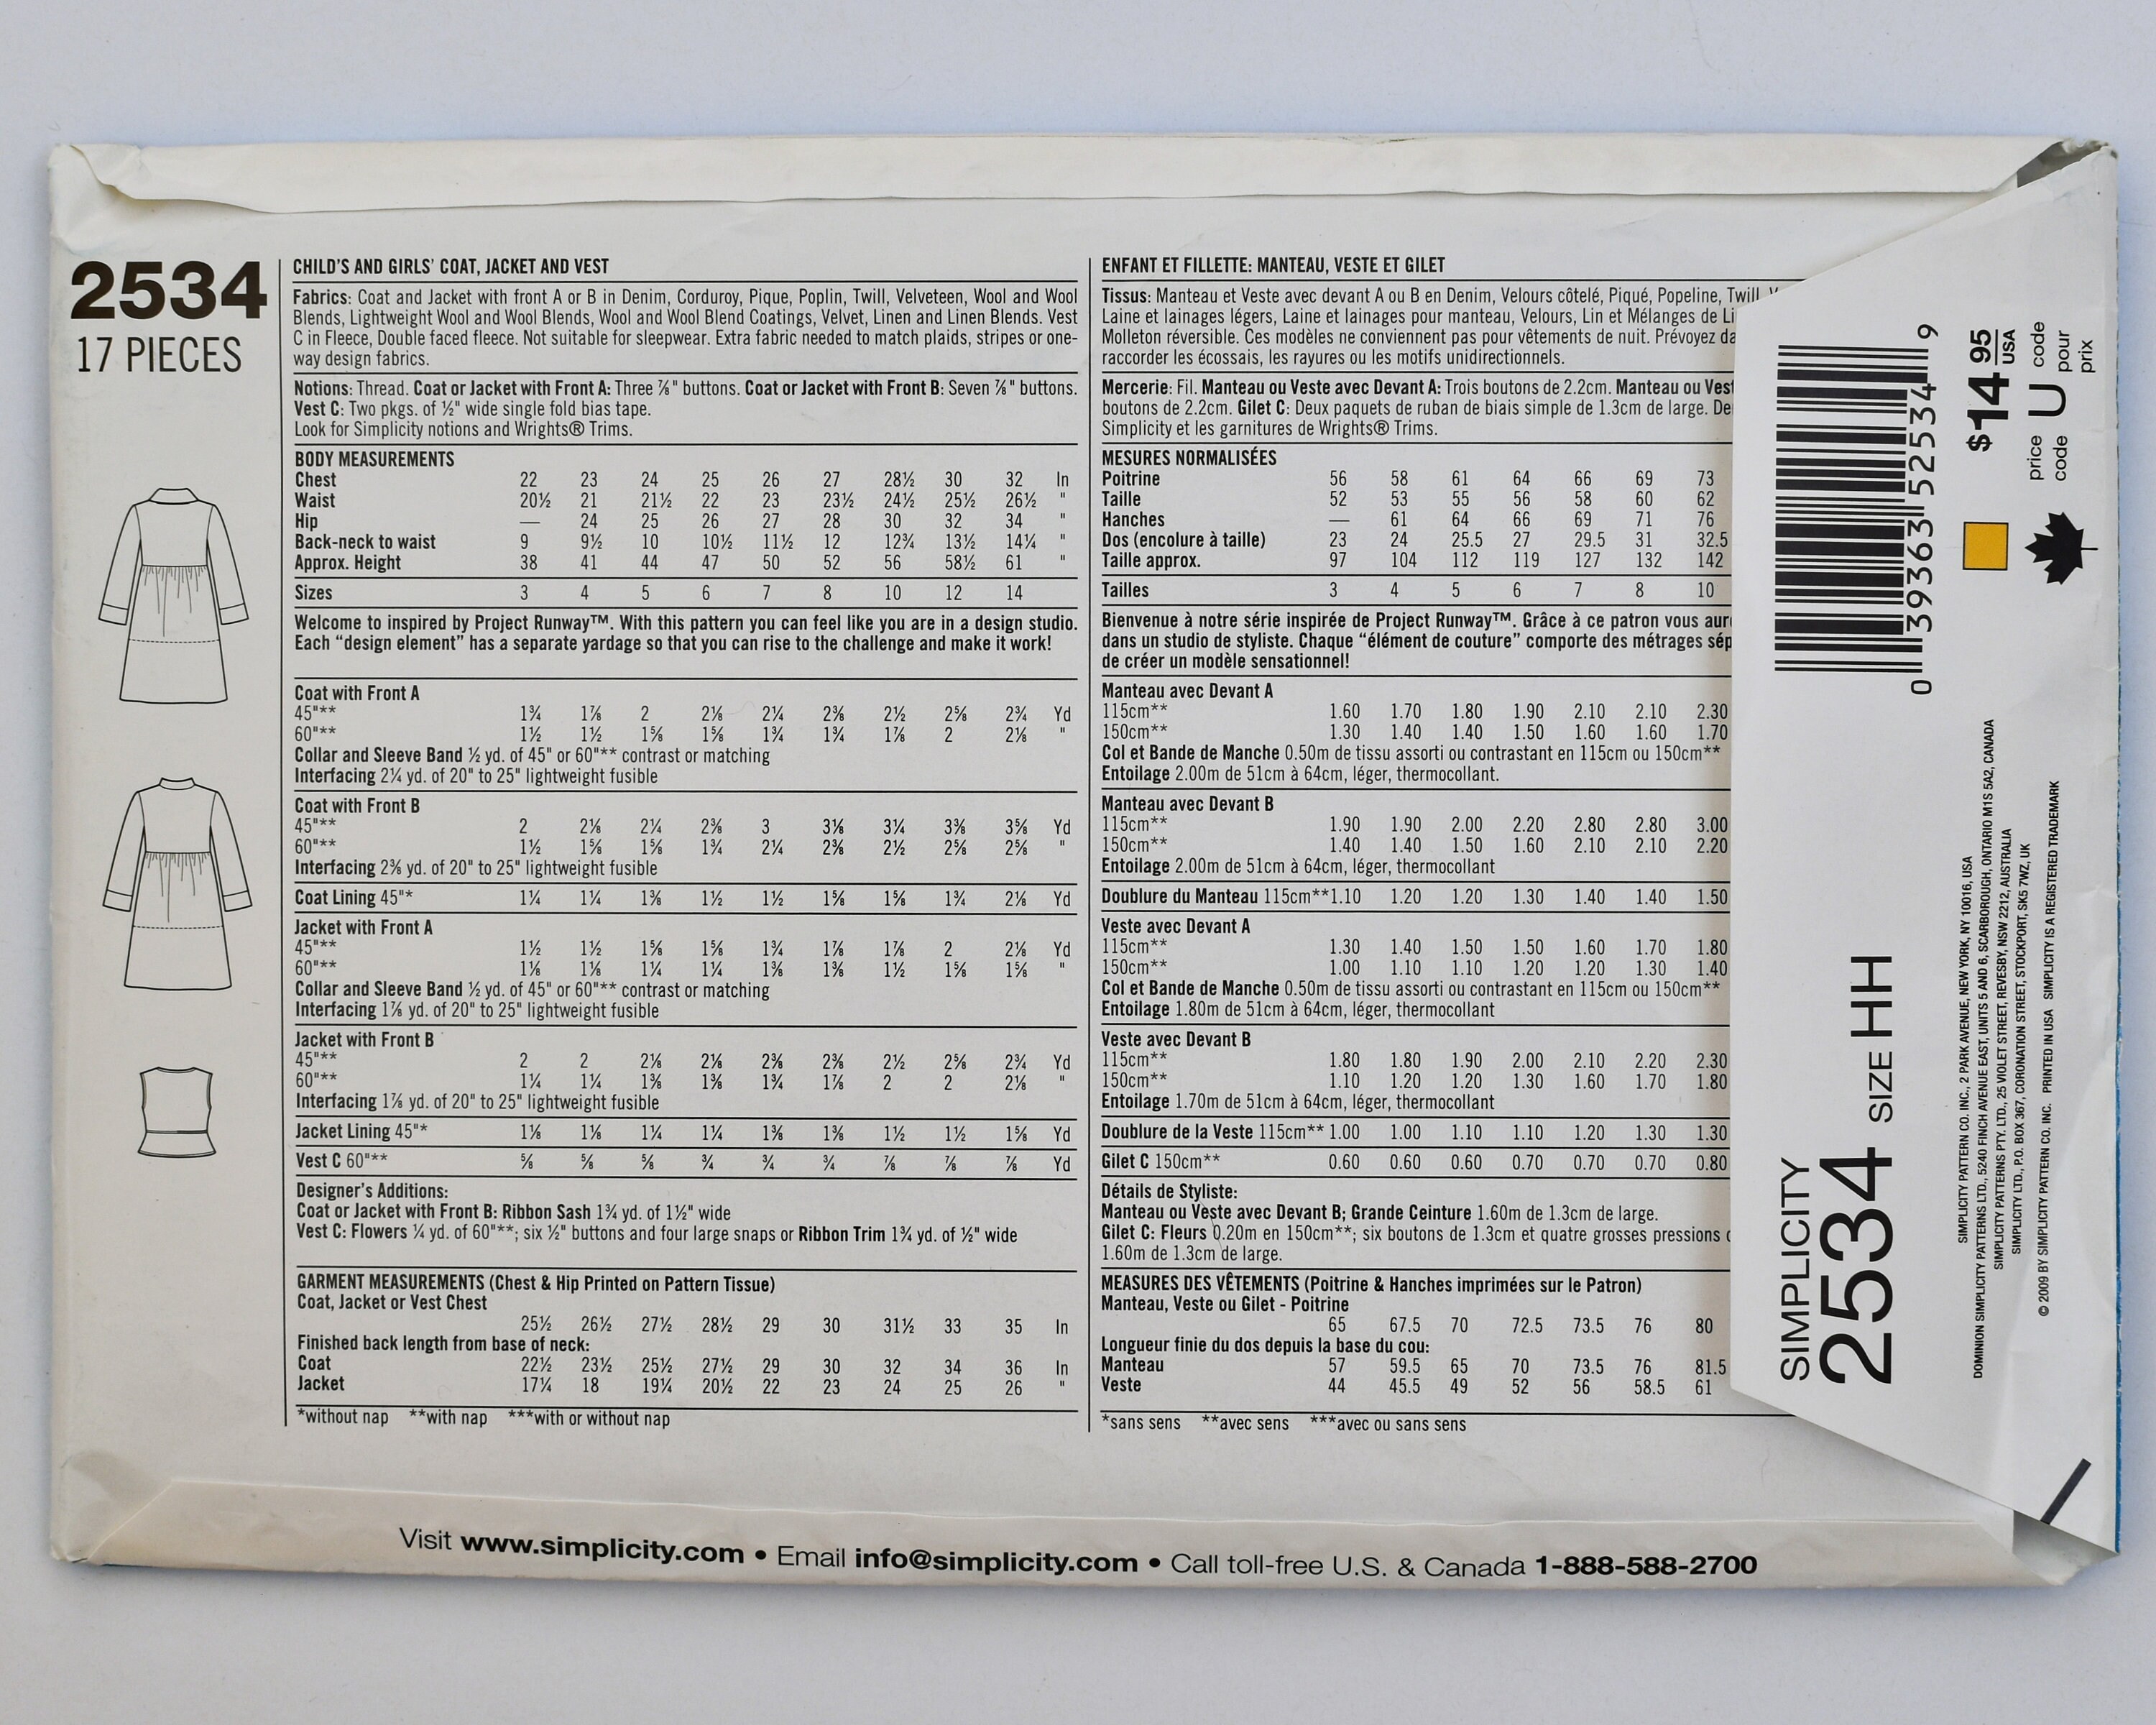 2534
17 PIECES
CHILD'S AND GIRLS' COAT, JACKET AND VEST
Fabrics: Coat and Jacket with front A or B in Denim, Corduroy, Pique, Poplin, Twill, Velveteen, Wool and Wool
Blends, Lightweight Wool and Wool Blends, Wool and Wool Blend Coatings, Velvet, Linen and Linen Blends. Vest
C in Fleece, Double faced fleece. Not suitable for sleepwear. Extra fabric needed to match plaids, stripes or one-
way design fabrics.
Notions: Thread. Coat or Jacket with Front A: Three ⅞" buttons. Coat or Jacket with Front B: Seven ⅞" buttons.
Vest C: Two pkgs. of ½" wide single fold bias tape.
Look for Simplicity notions and Wrights® Trims.
BODY MEASUREMENTS
Chest 22 23 24 25 26 27 28½ 30 32 In
Waist 20½ 21 21½ 22 23 23½ 24½ 25½ 26½ "
Hip — 24 25 26 27 28 30 32 34 "
Back-neck to waist 9 9½ 10 10½ 11½ 12 12¾ 13½ 14¼ "
Approx. Height 38 41 44 47 50 52 56 58½ 61 "
Sizes 3 4 5 6 7 8 10 12 14
Welcome to inspired by Project Runway™. With this pattern you can feel like you are in a design studio.
Each “design element” has a separate yardage so that you can rise to the challenge and make it work!
Coat with Front A
45"** 1¾ 1⅞ 2 2⅛ 2¼ 2⅜ 2½ 2⅝ 2¾ Yd
60"** 1½ 1½ 1⅝ 1⅝ 1¾ 1¾ 1⅞ 2 2⅛ "
Collar and Sleeve Band ½ yd. of 45" or 60"** contrast or matching
Interfacing 2¼ yd. of 20" to 25" lightweight fusible
Coat with Front B
45"** 2 2⅛ 2¼ 2⅜ 3 3⅛ 3¼ 3⅜ 3⅝ Yd
60"** 1½ 1⅝ 1⅝ 1¾ 2¼ 2⅜ 2½ 2⅝ 2⅝ "
Interfacing 2⅜ yd. of 20" to 25" lightweight fusible
Coat Lining 45"* 1¼ 1¼ 1⅜ 1½ 1½ 1⅝ 1⅝ 1¾ 2⅛ Yd
Jacket with Front A
45"** 1½ 1½ 1⅝ 1⅝ 1¾ 1⅞ 1⅞ 2 2⅛ Yd
60"** 1⅛ 1⅛ 1¼ 1¼ 1⅜ 1⅜ 1½ 1⅝ 1⅝ "
Collar and Sleeve Band ½ yd. of 45" or 60"** contrast or matching
Interfacing 1⅞ yd. of 20" to 25" lightweight fusible
Jacket with Front B
45"** 2 2 2⅛ 2⅛ 2⅜ 2⅜ 2½ 2⅝ 2¾ Yd
60"** 1¼ 1¼ 1⅜ 1⅜ 1¾ 1⅞ 2 2 2⅛ "
Interfacing 1⅞ yd. of 20" to 25" lightweight fusible
Jacket Lining 45"* 1⅛ 1⅛ 1¼ 1¼ 1⅜ 1⅜ 1½ 1½ 1⅝ Yd
Vest C 60"** ⅝ ⅝ ⅝ ¾ ¾ ¾ ⅞ ⅞ ⅞ Yd
Designer's Additions:
Coat or Jacket with Front B: Ribbon Sash 1¾ yd. of 1½" wide
Vest C: Flowers ¼ yd. of 60"**; six ½" buttons and four large snaps or Ribbon Trim 1¾ yd. of ½" wide
GARMENT MEASUREMENTS (Chest & Hip Printed on Pattern Tissue)
Coat, Jacket or Vest Chest
25½ 26½ 27½ 28½ 29 30 31½ 33 35 In
Finished back length from base of neck:
Coat 22½ 23½ 25½ 27½ 29 30 32 34 36 In
Jacket 17¼ 18 19¼ 20½ 22 23 24 25 26 "
*without nap **with nap ***with or without nap
ENFANT ET FILLETTE: MANTEAU, VESTE ET GILET
Tissus: Manteau et Veste avec devant A ou B en Denim, Velours côtelé, Piqué, Popeline, Twill
Laine et lainages légers, Laine et lainages pour manteau, Velours, Lin et Mélanges de
Molleton réversible. Ces modèles ne conviennent pas pour vêtements de nuit. Prévoyez
raccorder les écossais, les rayures ou les motifs unidirectionnels.
Mercerie: Fil. Manteau ou Veste avec Devant A: Trois boutons de 2.2cm. Manteau ou
boutons de 2.2cm. Gilet C: Deux paquets de ruban de biais simple de 1.3cm de large.
Simplicity et les garnitures de Wrights® Trims.
MESURES NORMALISÉES
Poitrine 56 58 61 64 66 69 73
Taille 52 53 55 56 58 60 62
Hanches — 61 64 66 69 71 76
Dos (encolure à taille) 23 24 25.5 27 29.5 31 32.5
Taille approx. 97 104 112 119 127 132 142
Tailles 3 4 5 6 7 8 10
Bienvenue à notre série inspirée de Project Runway™. Grâce à ce patron vous
dans un studio de styliste. Chaque “élément de couture” comporte des métrages
de créer un modèle sensationnel!
Manteau avec Devant A
115cm** 1.60 1.70 1.80 1.90 2.10 2.10 2.30
150cm** 1.30 1.40 1.40 1.50 1.60 1.60 1.70
Col et Bande de Manche 0.50m de tissu assorti ou contrastant en 115cm ou 150cm**
Entoilage 2.00m de 51cm à 64cm, léger, thermocollant.
Manteau avec Devant B
115cm** 1.90 1.90 2.00 2.20 2.80 2.80 3.00
150cm** 1.40 1.40 1.50 1.60 2.10 2.10 2.20
Entoilage 2.00m de 51cm à 64cm, léger, thermocollant
Doublure du Manteau 115cm** 1.10 1.20 1.20 1.30 1.40 1.40 1.50
Veste avec Devant A
115cm** 1.30 1.40 1.50 1.50 1.60 1.70 1.80
150cm** 1.00 1.10 1.10 1.20 1.20 1.30 1.40
Col et Bande de Manche 0.50m de tissu assorti ou contrastant en 115cm ou 150cm**
Entoilage 1.80m de 51cm à 64cm, léger, thermocollant
Veste avec Devant B
115cm** 1.80 1.80 1.90 2.00 2.10 2.20 2.30
150cm** 1.10 1.20 1.20 1.30 1.60 1.70 1.80
Entoilage 1.70m de 51cm à 64cm, léger, thermocollant
Doublure de la Veste 115cm** 1.00 1.00 1.10 1.10 1.20 1.30 1.30
Gilet C 150cm** 0.60 0.60 0.60 0.70 0.70 0.70 0.80
Détails de Styliste:
Manteau ou Veste avec Devant B; Grande Ceinture 1.60m de 1.3cm de large.
Gilet C: Fleurs 0.20m en 150cm**; six boutons de 1.3cm et quatre grosses pressions
1.60m de 1.3cm de large.
MEASURES DES VÊTEMENTS (Poitrine & Hanches imprimées sur le Patron)
Manteau, Veste ou Gilet - Poitrine
65 67.5 70 72.5 73.5 76 80
Longueur finie du dos depuis la base du cou:
Manteau 57 59.5 65 70 73.5 76 81.5
Veste 44 45.5 49 52 56 58.5 61
*sans sens **avec sens ***avec ou sans sens
SIMPLICITY
2534 SIZE HH
0 39363 52534 9
$14 95 USA
price code U code pour prix
SIMPLICITY PATTERN CO. INC., 2 PARK AVENUE, NEW YORK, NY 10016, USA
DOMINION SIMPLICITY PATTERNS LTD., 5240 FINCH AVENUE EAST, UNITS 5 AND 6, SCARBOROUGH, ONTARIO M1S 5A2, CANADA
SIMPLICITY PATTERNS PTY. LTD., 25 VIOLET STREET, REVESBY, NSW 2212, AUSTRALIA
SIMPLICITY LTD., P.O. BOX 367, CORONATION STREET, STOCKPORT, SK5 7WZ, UK
© 2009 BY SIMPLICITY PATTERN CO. INC. PRINTED IN USA SIMPLICITY IS A REGISTERED TRADEMARK
Visit www.simplicity.com • Email info@simplicity.com • Call toll-free U.S. & Canada 1-888-588-2700